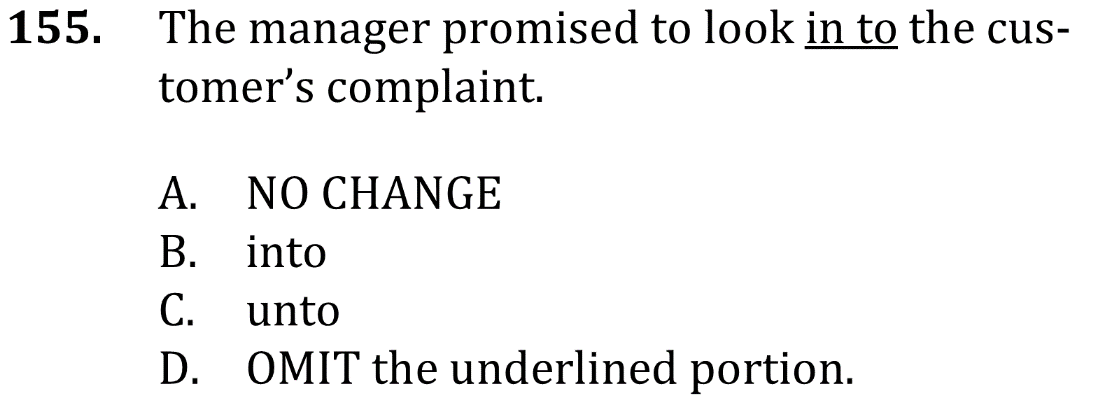 155. The manager promised to look in to the cus-
tomer’s complaint.
A. NO CHANGE
B. into
C. unto
D. OMIT the underlined portion.